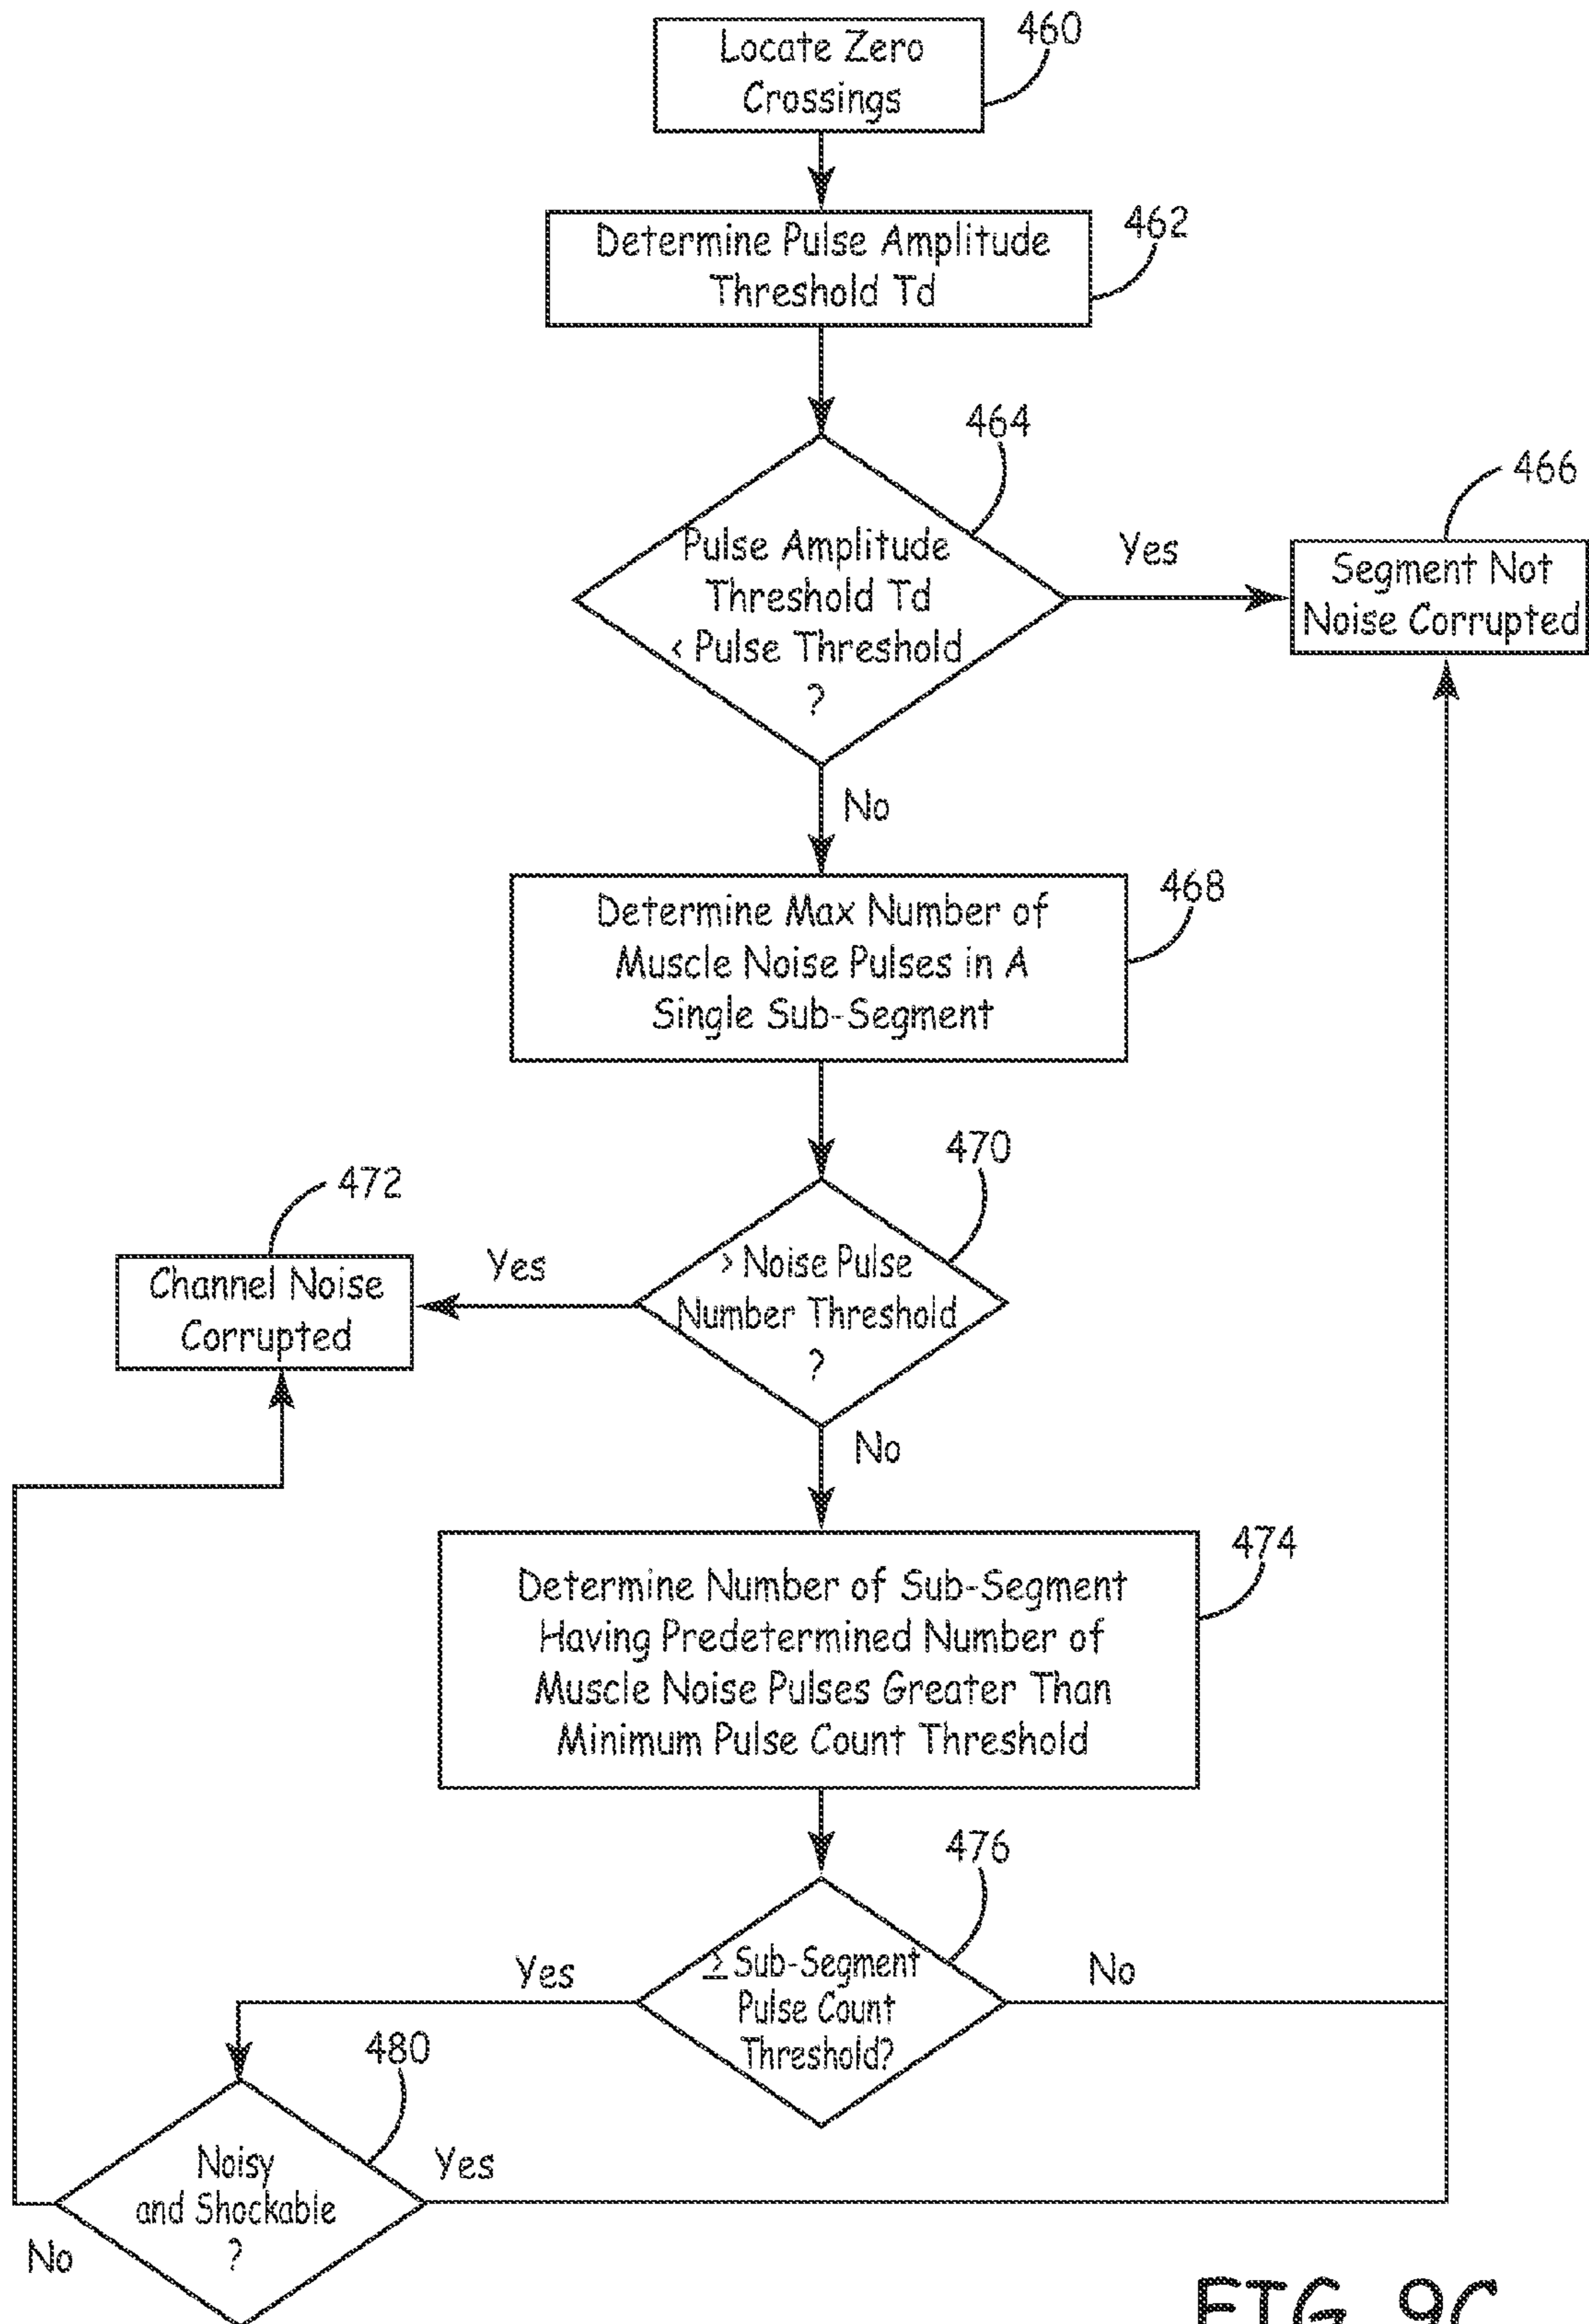 Locate Zero
Crossings
460
Determine Pulse Amplitude
Threshold Td
462
464
Pulse Amplitude
Threshold Td
< Pulse Threshold
?
Yes
466
Segment Not
Noise Corrupted
No
Determine Max Number of
Muscle Noise Pulses in A
Single Sub-Segment
468
470
> Noise Pulse
Number Threshold
?
Yes
472
Channel Noise
Corrupted
No
Determine Number of Sub-Segment
Having Predetermined Number of
Muscle Noise Pulses Greater Than
Minimum Pulse Count Threshold
474
476
≥ Sub-Segment
Pulse Count
Threshold?
Yes
No
480
Noisy
and Shockable
?
Yes
No
FIG. 9C